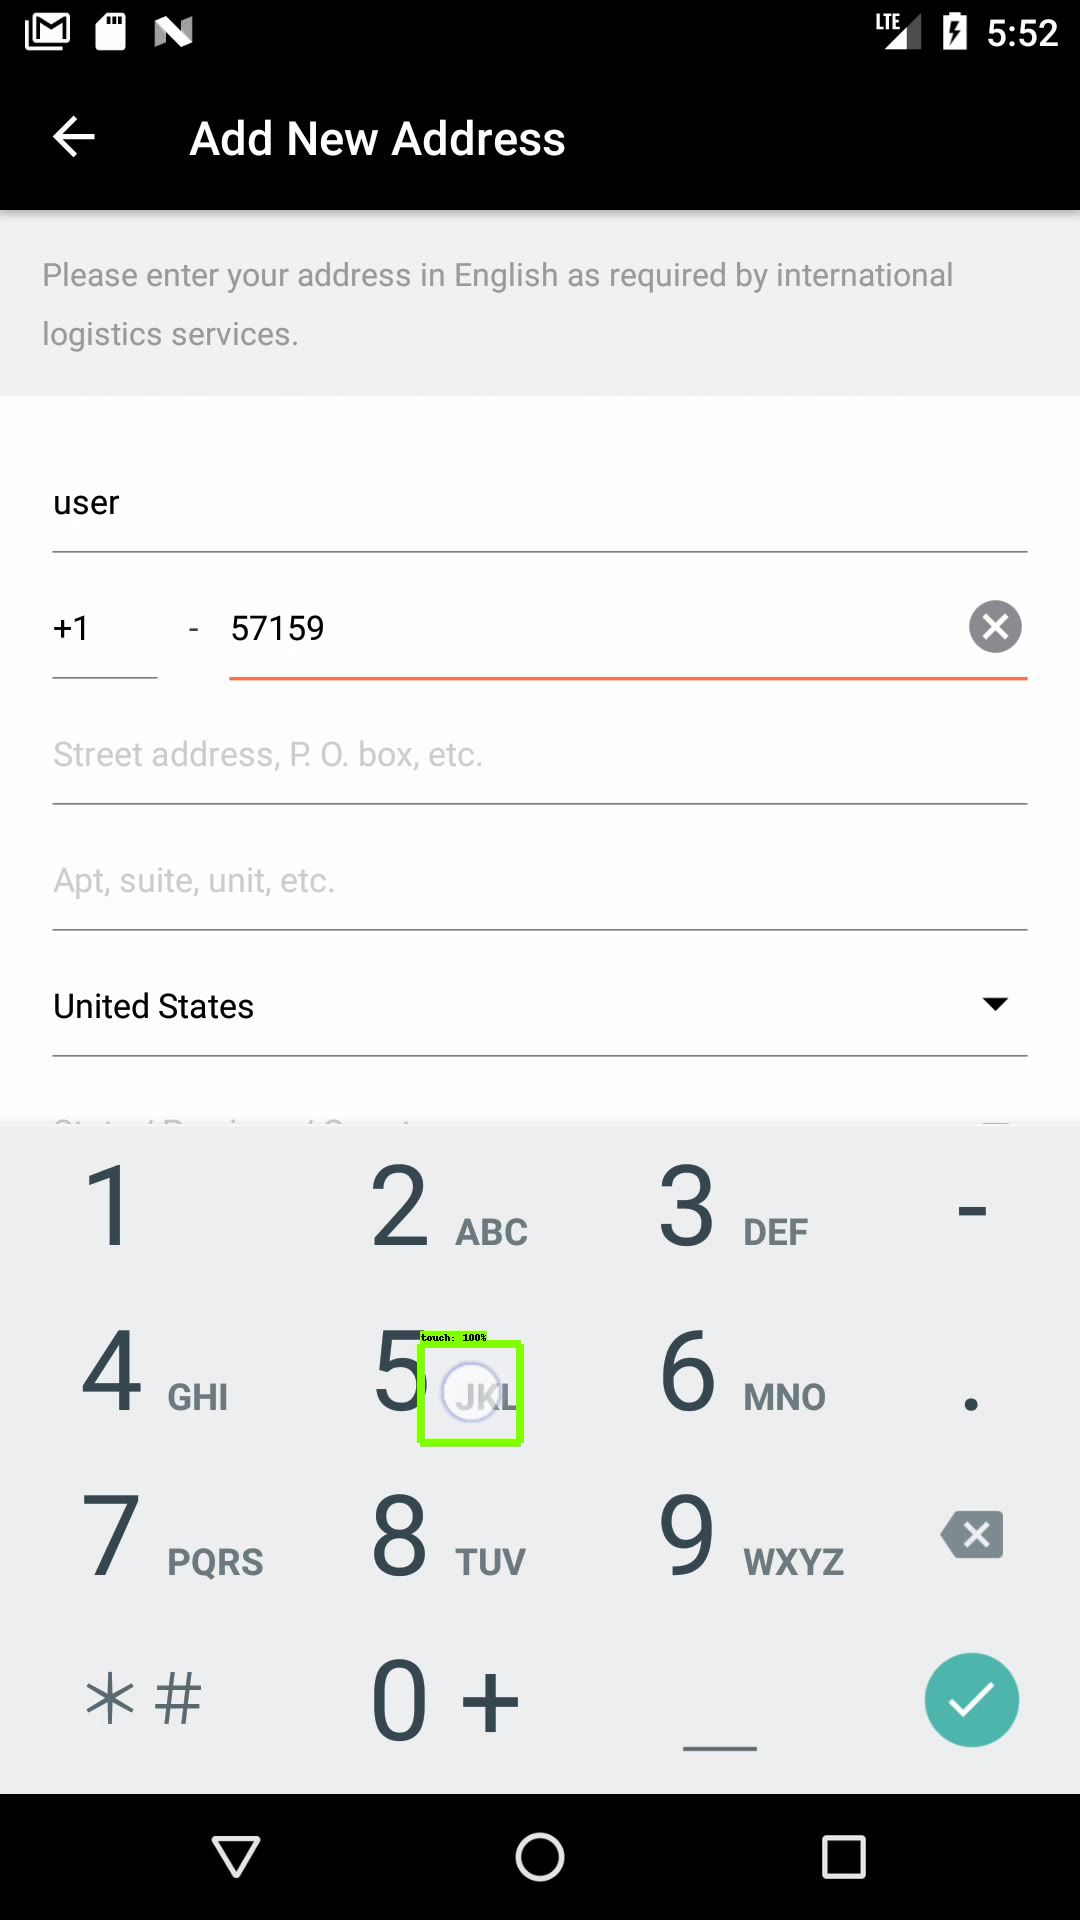 LTE 5:52
Add New Address
Please enter your address in English as required by international
logistics services.
user
+1 - 57159
Street address, P. O. box, etc.
Apt, suite, unit, etc.
United States
1 2 ABC 3 DEF -
touch: 100%
4 GHI 5 JKL 6 MNO .
7 PQRS 8 TUV 9 WXYZ
* # 0 + _